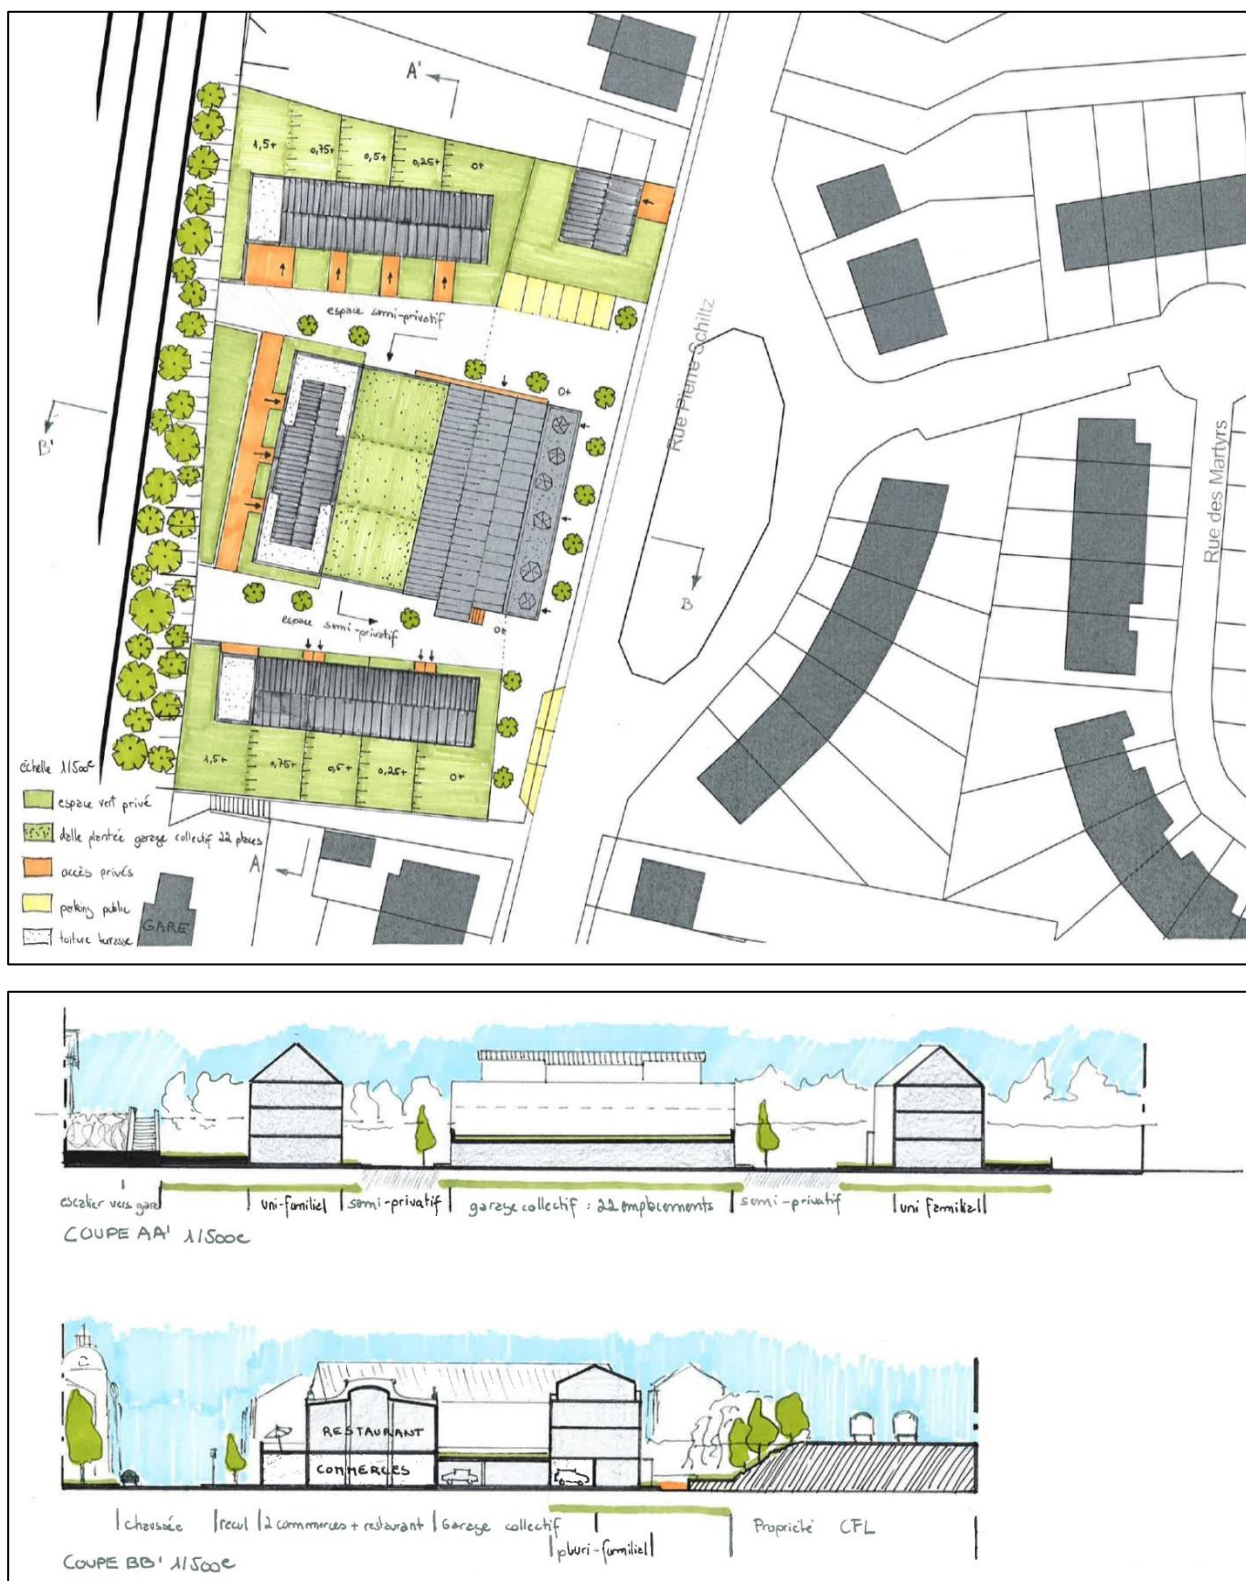 A'
1,5+
0,75+
0,5+
0,25+
0+
espace semi-privatif
Rue Pierre Schiltz
0+
B'
Rue des Martyrs
B
espace semi-privatif
0+
1,5+
0,75+
0,5+
0,25+
0+
échelle 1/500e
espace vert privé
dalle plantée garage collectif 22 places
A
accès privés
parking public
GARE
toiture terrasse
escalier vers gare
uni-familial
semi-privatif
garage collectif : 22 emplacements
semi-privatif
uni familial
COUPE AA' 1/500e
RESTAURANT
COMMERCES
chaussée
recul
2 commerces + restaurant
Garage collectif
pluri-familial
Propriété CFL
COUPE BB' 1/500e